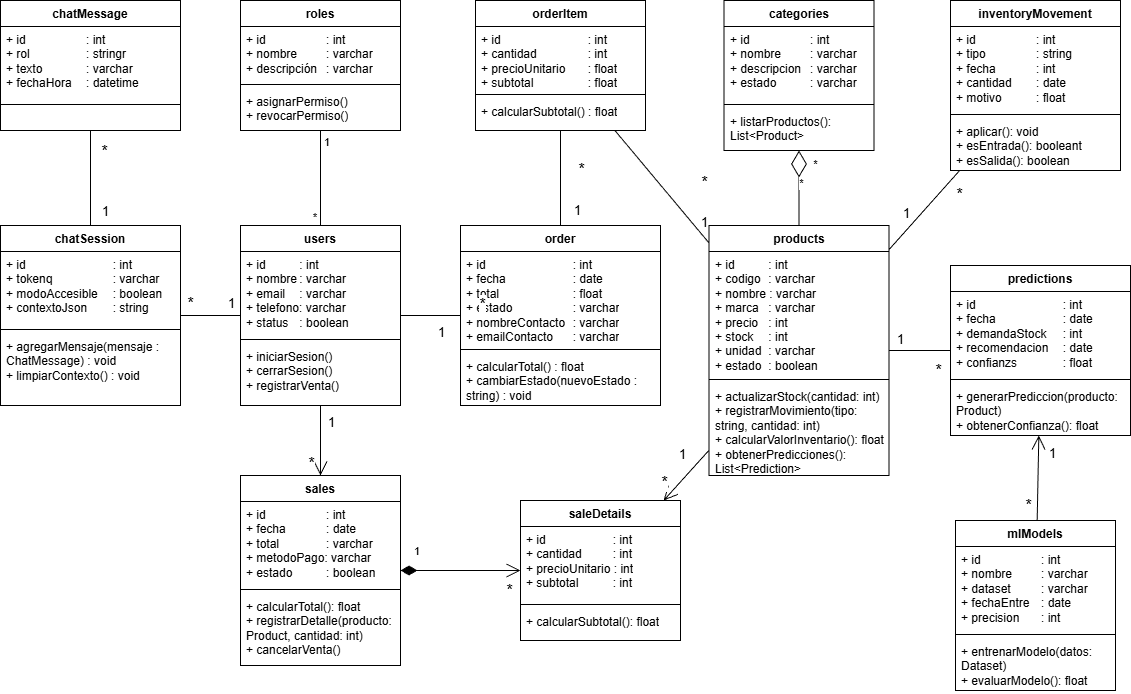 chatMessage
+ id : int
+ rol : stringr
+ texto : varchar
+ fechaHora : datetime
roles
+ id : int
+ nombre : varchar
+ descripción : varchar
+ asignarPermiso()
+ revocarPermiso()
orderItem
+ id : int
+ cantidad : int
+ precioUnitario : float
+ subtotal : float
+ calcularSubtotal() : float
categories
+ id : int
+ nombre : varchar
+ descripcion : varchar
+ estado : varchar
+ listarProductos():
List<Product>
inventoryMovement
+ id : int
+ tipo : string
+ fecha : int
+ cantidad : date
+ motivo : float
+ aplicar(): void
+ esEntrada(): booleant
+ esSalida(): boolean
*
1
1
*
*
1
*
1
*
*
*
1
chatSession
+ id : int
+ tokenq : varchar
+ modoAccesible : boolean
+ contextoJson : string
+ agregarMensaje(mensaje :
ChatMessage) : void
+ limpiarContexto() : void
*
1
users
+ id : int
+ nombre : varchar
+ email : varchar
+ telefono: varchar
+ status : boolean
+ iniciarSesion()
+ cerrarSesion()
+ registrarVenta()
1
*
order
+ id : int
+ fecha : date
+ total : float
+ estado : varchar
+ nombreContacto : varchar
+ emailContacto : varchar
+ calcularTotal() : float
+ cambiarEstado(nuevoEstado :
string) : void
products
+ id : int
+ codigo : varchar
+ nombre : varchar
+ marca : varchar
+ precio : int
+ stock : int
+ unidad : varchar
+ estado : boolean
+ actualizarStock(cantidad: int)
+ registrarMovimiento(tipo:
string, cantidad: int)
+ calcularValorInventario(): float
+ obtenerPredicciones():
List<Prediction>
1
*
predictions
+ id : int
+ fecha : date
+ demandaStock : int
+ recomendacion : date
+ confianzs : float
+ generarPrediccion(producto:
Product)
+ obtenerConfianza(): float
1
*
1
*
1
*
sales
+ id : int
+ fecha : date
+ total : varchar
+ metodoPago: varchar
+ estado : boolean
+ calcularTotal(): float
+ registrarDetalle(producto:
Product, cantidad: int)
+ cancelarVenta()
1
*
saleDetails
+ id : int
+ cantidad : int
+ precioUnitario : int
+ subtotal : int
+ calcularSubtotal(): float
mlModels
+ id : int
+ nombre : varchar
+ dataset : varchar
+ fechaEntre : date
+ precision : int
+ entrenarModelo(datos:
Dataset)
+ evaluarModelo(): float